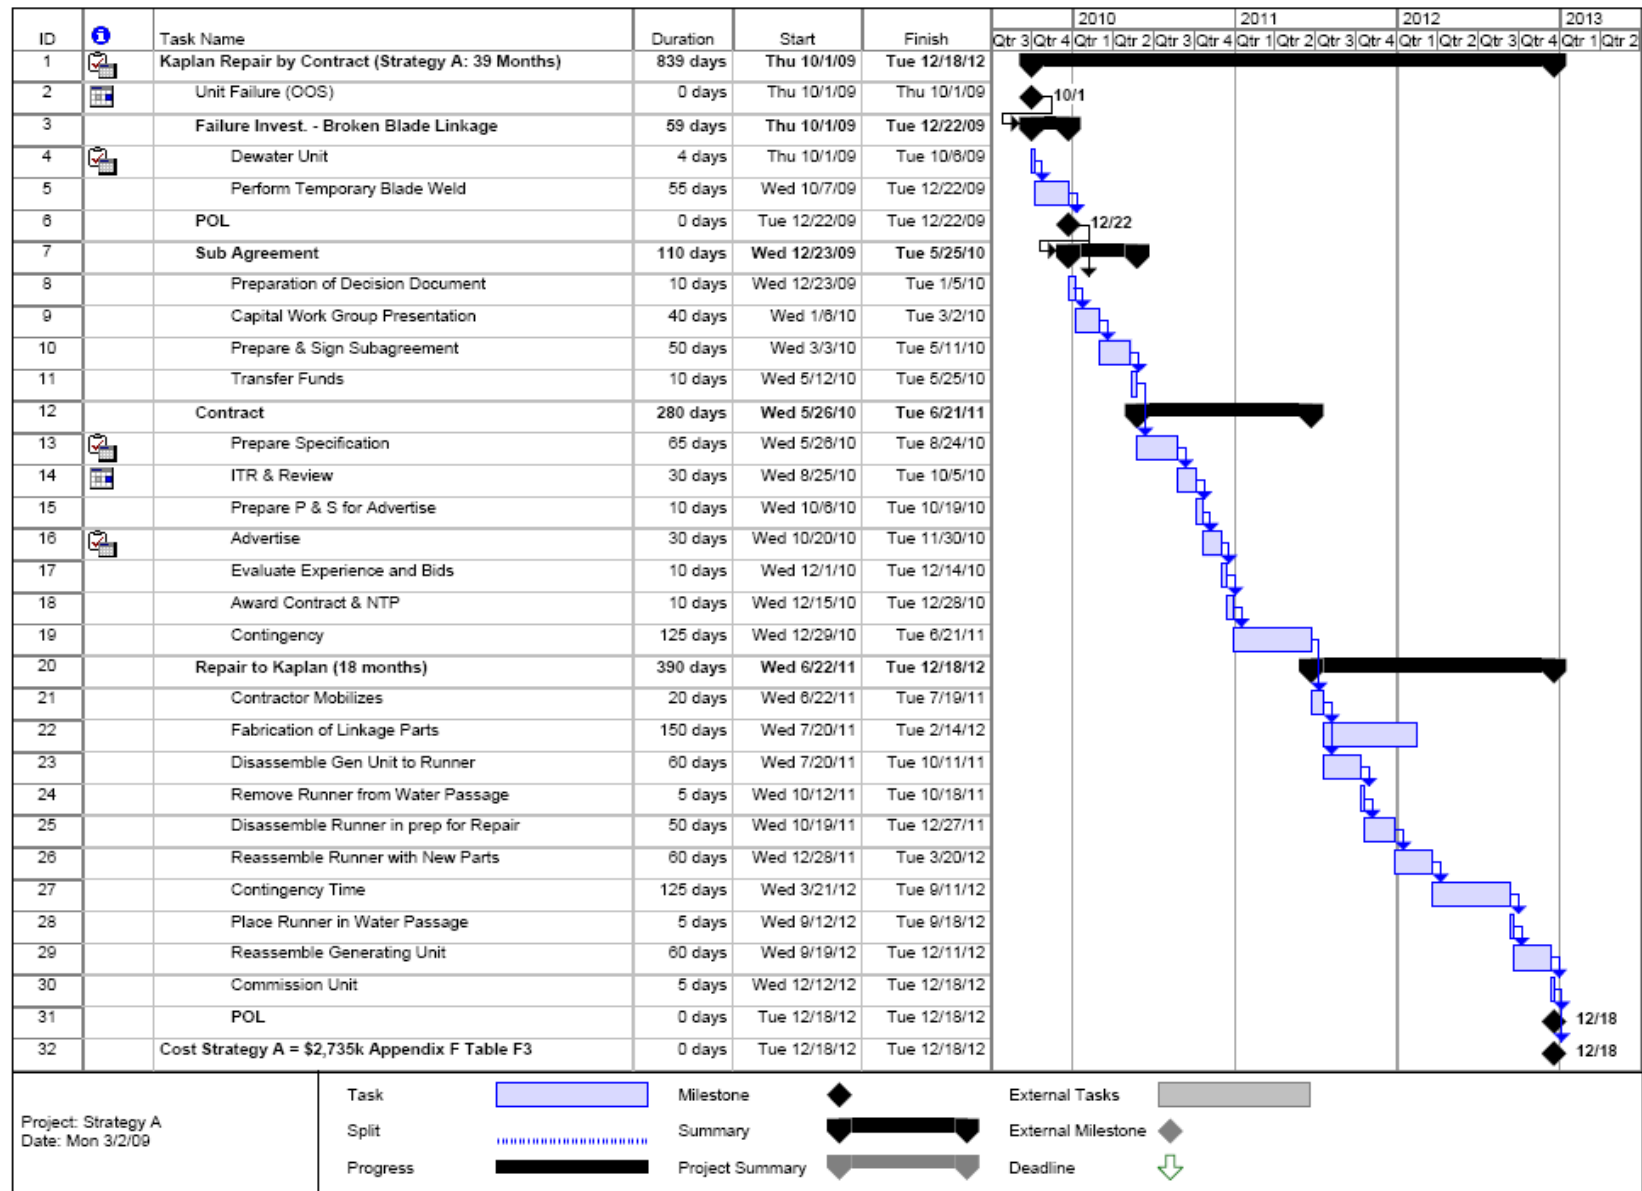 2010 2011 2012 2013
ID Task Name Duration Start Finish Qtr 3 Qtr 4 Qtr 1 Qtr 2 Qtr 3 Qtr 4 Qtr 1 Qtr 2 Qtr 3 Qtr 4 Qtr 1 Qtr 2 Qtr 3 Qtr 4 Qtr 1 Qtr 2
1 Kaplan Repair by Contract (Strategy A: 39 Months) 839 days Thu 10/1/09 Tue 12/18/12
2 Unit Failure (OOS) 0 days Thu 10/1/09 Thu 10/1/09 10/1
3 Failure Invest. - Broken Blade Linkage 59 days Thu 10/1/09 Tue 12/22/09
4 Dewater Unit 4 days Thu 10/1/09 Tue 10/6/09
5 Perform Temporary Blade Weld 55 days Wed 10/7/09 Tue 12/22/09
6 POL 0 days Tue 12/22/09 Tue 12/22/09 12/22
7 Sub Agreement 110 days Wed 12/23/09 Tue 5/25/10
8 Preparation of Decision Document 10 days Wed 12/23/09 Tue 1/5/10
9 Capital Work Group Presentation 40 days Wed 1/6/10 Tue 3/2/10
10 Prepare & Sign Subagreement 50 days Wed 3/3/10 Tue 5/11/10
11 Transfer Funds 10 days Wed 5/12/10 Tue 5/25/10
12 Contract 280 days Wed 5/26/10 Tue 6/21/11
13 Prepare Specification 65 days Wed 5/26/10 Tue 8/24/10
14 ITR & Review 30 days Wed 8/25/10 Tue 10/5/10
15 Prepare P & S for Advertise 10 days Wed 10/6/10 Tue 10/19/10
16 Advertise 30 days Wed 10/20/10 Tue 11/30/10
17 Evaluate Experience and Bids 10 days Wed 12/1/10 Tue 12/14/10
18 Award Contract & NTP 10 days Wed 12/15/10 Tue 12/28/10
19 Contingency 125 days Wed 12/29/10 Tue 6/21/11
20 Repair to Kaplan (18 months) 390 days Wed 6/22/11 Tue 12/18/12
21 Contractor Mobilizes 20 days Wed 6/22/11 Tue 7/19/11
22 Fabrication of Linkage Parts 150 days Wed 7/20/11 Tue 2/14/12
23 Disassemble Gen Unit to Runner 60 days Wed 7/20/11 Tue 10/11/11
24 Remove Runner from Water Passage 5 days Wed 10/12/11 Tue 10/18/11
25 Disassemble Runner in prep for Repair 50 days Wed 10/19/11 Tue 12/27/11
26 Reassemble Runner with New Parts 60 days Wed 12/28/11 Tue 3/20/12
27 Contingency Time 125 days Wed 3/21/12 Tue 9/11/12
28 Place Runner in Water Passage 5 days Wed 9/12/12 Tue 9/18/12
29 Reassemble Generating Unit 60 days Wed 9/19/12 Tue 12/11/12
30 Commission Unit 5 days Wed 12/12/12 Tue 12/18/12
31 POL 0 days Tue 12/18/12 Tue 12/18/12 12/18
32 Cost Strategy A = $2,735k Appendix F Table F3 0 days Tue 12/18/12 Tue 12/18/12 12/18
Project: Strategy A
Date: Mon 3/2/09
Task Milestone External Tasks
Split Summary External Milestone
Progress Project Summary Deadline